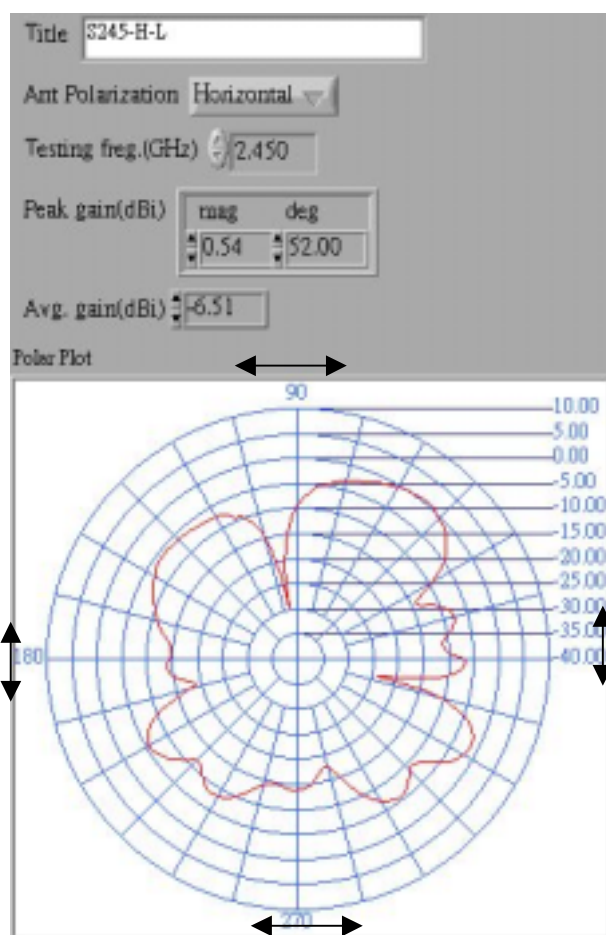 Title S245-H-L
Ant Polarization Horizontal
Testing freg.(GHz) 2.450
Peak gain(dBi) mag deg
0.54 52.00
Avg. gain(dBi) -6.51
Polar Plot
90
10.00
5.00
0.00
-5.00
-10.00
-15.00
-20.00
-25.00
-30.00
-35.00
180 -40.00
270